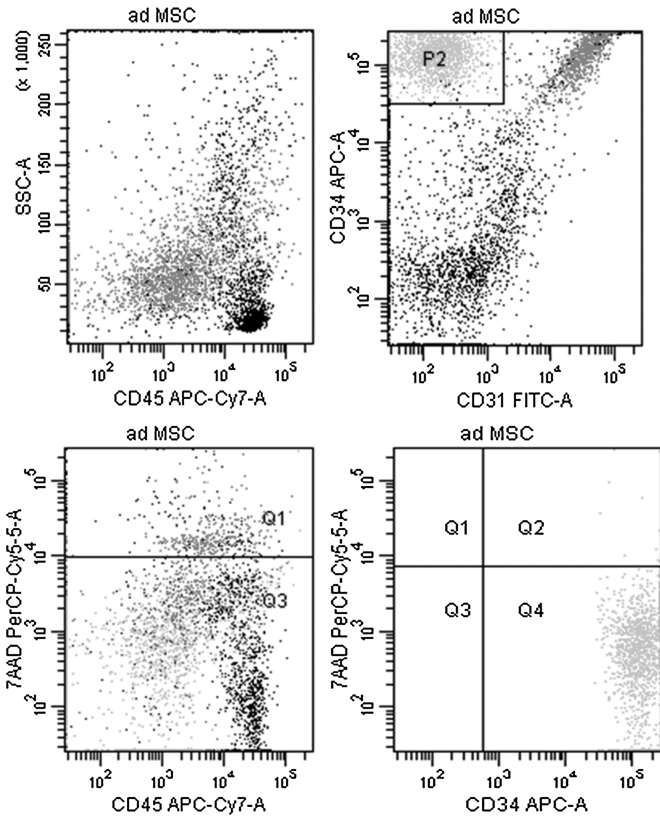 ad MSC
(x 1,000)
SSC-A
250
200
150
100
50
10² 10³ 10⁴ 10⁵
CD45 APC-Cy7-A
ad MSC
P2
CD34 APC-A
10⁵
10⁴
10³
10²
10² 10³ 10⁴ 10⁵
CD31 FITC-A
ad MSC
Q1
Q3
7AAD PerCP-Cy5-5-A
10⁵
10⁴
10³
10²
10² 10³ 10⁴ 10⁵
CD45 APC-Cy7-A
ad MSC
Q1 Q2
Q3 Q4
7AAD PerCP-Cy5-5-A
10⁵
10⁴
10³
10²
10² 10³ 10⁴ 10⁵
CD34 APC-A